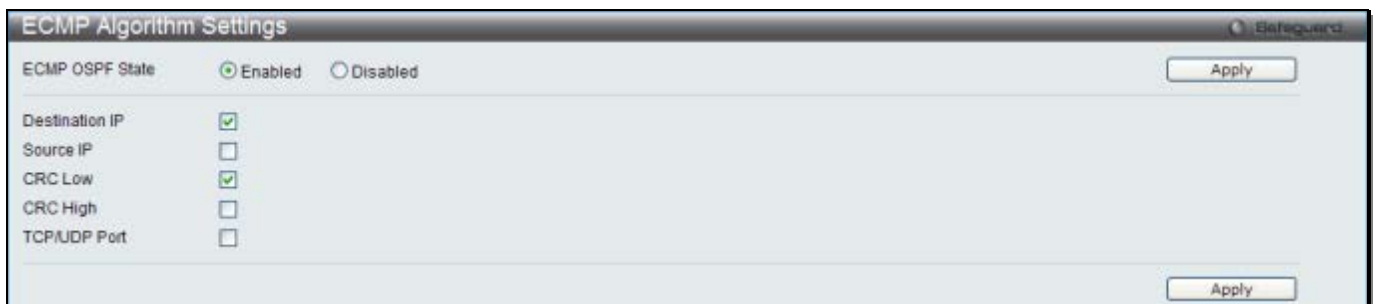 ECMP Algorithm Settings
Safeguard
ECMP OSPF State Enabled Disabled Apply
Destination IP
Source IP
CRC Low
CRC High
TCP/UDP Port
Apply